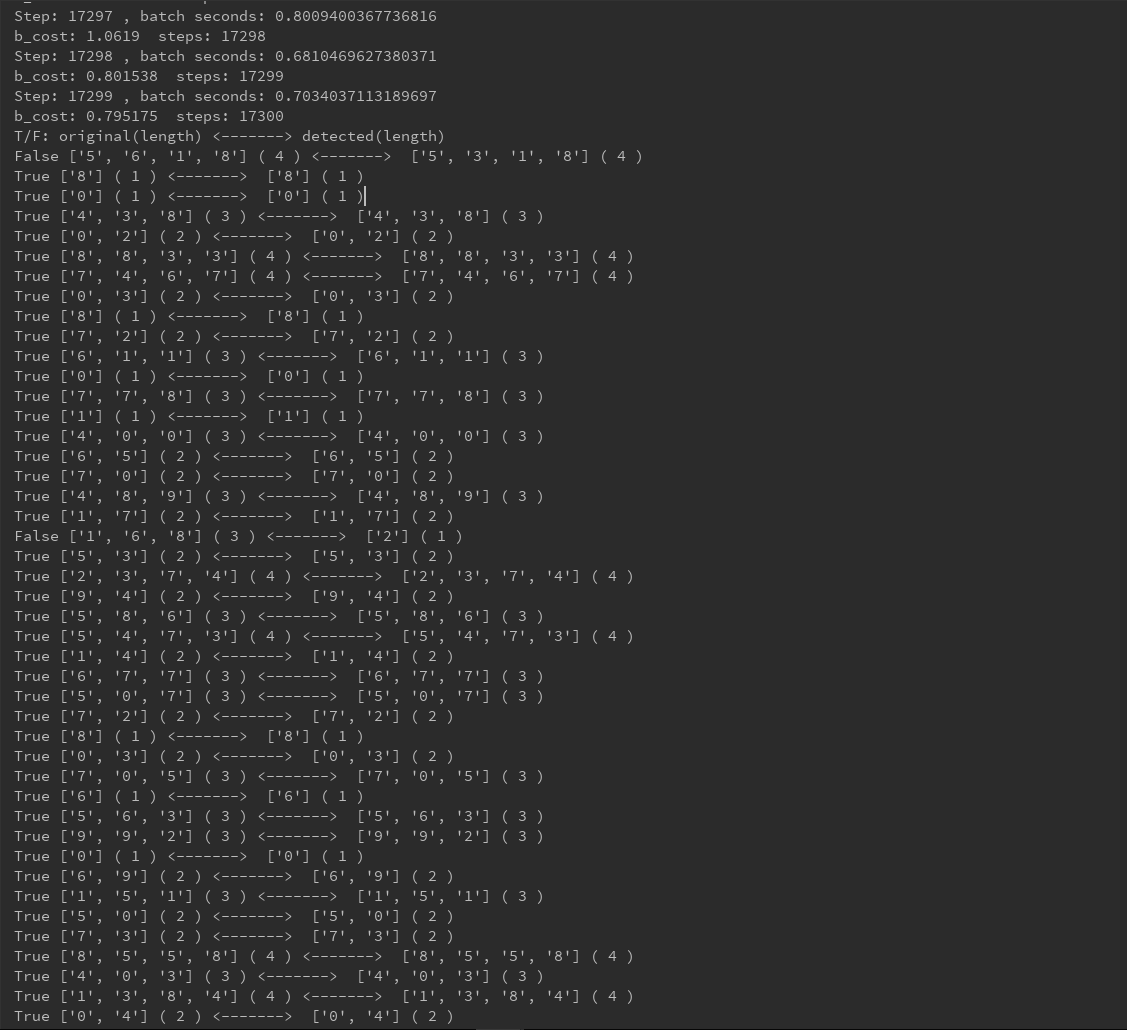 Step: 17297 , batch seconds: 0.8009400367736816
b_cost: 1.0619  steps: 17298
Step: 17298 , batch seconds: 0.6810469627380371
b_cost: 0.801538  steps: 17299
Step: 17299 , batch seconds: 0.7034037113189697
b_cost: 0.795175  steps: 17300
T/F: original(length) <-------> detected(length)
False ['5', '6', '1', '8'] ( 4 ) <------->  ['5', '3', '1', '8'] ( 4 )
True ['8'] ( 1 ) <------->  ['8'] ( 1 )
True ['0'] ( 1 ) <------->  ['0'] ( 1 )
True ['4', '3', '8'] ( 3 ) <------->  ['4', '3', '8'] ( 3 )
True ['0', '2'] ( 2 ) <------->  ['0', '2'] ( 2 )
True ['8', '8', '3', '3'] ( 4 ) <------->  ['8', '8', '3', '3'] ( 4 )
True ['7', '4', '6', '7'] ( 4 ) <------->  ['7', '4', '6', '7'] ( 4 )
True ['0', '3'] ( 2 ) <------->  ['0', '3'] ( 2 )
True ['8'] ( 1 ) <------->  ['8'] ( 1 )
True ['7', '2'] ( 2 ) <------->  ['7', '2'] ( 2 )
True ['6', '1', '1'] ( 3 ) <------->  ['6', '1', '1'] ( 3 )
True ['0'] ( 1 ) <------->  ['0'] ( 1 )
True ['7', '7', '8'] ( 3 ) <------->  ['7', '7', '8'] ( 3 )
True ['1'] ( 1 ) <------->  ['1'] ( 1 )
True ['4', '0', '0'] ( 3 ) <------->  ['4', '0', '0'] ( 3 )
True ['6', '5'] ( 2 ) <------->  ['6', '5'] ( 2 )
True ['7', '0'] ( 2 ) <------->  ['7', '0'] ( 2 )
True ['4', '8', '9'] ( 3 ) <------->  ['4', '8', '9'] ( 3 )
True ['1', '7'] ( 2 ) <------->  ['1', '7'] ( 2 )
False ['1', '6', '8'] ( 3 ) <------->  ['2'] ( 1 )
True ['5', '3'] ( 2 ) <------->  ['5', '3'] ( 2 )
True ['2', '3', '7', '4'] ( 4 ) <------->  ['2', '3', '7', '4'] ( 4 )
True ['9', '4'] ( 2 ) <------->  ['9', '4'] ( 2 )
True ['5', '8', '6'] ( 3 ) <------->  ['5', '8', '6'] ( 3 )
True ['5', '4', '7', '3'] ( 4 ) <------->  ['5', '4', '7', '3'] ( 4 )
True ['1', '4'] ( 2 ) <------->  ['1', '4'] ( 2 )
True ['6', '7', '7'] ( 3 ) <------->  ['6', '7', '7'] ( 3 )
True ['5', '0', '7'] ( 3 ) <------->  ['5', '0', '7'] ( 3 )
True ['7', '2'] ( 2 ) <------->  ['7', '2'] ( 2 )
True ['8'] ( 1 ) <------->  ['8'] ( 1 )
True ['0', '3'] ( 2 ) <------->  ['0', '3'] ( 2 )
True ['7', '0', '5'] ( 3 ) <------->  ['7', '0', '5'] ( 3 )
True ['6'] ( 1 ) <------->  ['6'] ( 1 )
True ['5', '6', '3'] ( 3 ) <------->  ['5', '6', '3'] ( 3 )
True ['9', '9', '2'] ( 3 ) <------->  ['9', '9', '2'] ( 3 )
True ['0'] ( 1 ) <------->  ['0'] ( 1 )
True ['6', '9'] ( 2 ) <------->  ['6', '9'] ( 2 )
True ['1', '5', '1'] ( 3 ) <------->  ['1', '5', '1'] ( 3 )
True ['5', '0'] ( 2 ) <------->  ['5', '0'] ( 2 )
True ['7', '3'] ( 2 ) <------->  ['7', '3'] ( 2 )
True ['8', '5', '5', '8'] ( 4 ) <------->  ['8', '5', '5', '8'] ( 4 )
True ['4', '0', '3'] ( 3 ) <------->  ['4', '0', '3'] ( 3 )
True ['1', '3', '8', '4'] ( 4 ) <------->  ['1', '3', '8', '4'] ( 4 )
True ['0', '4'] ( 2 ) <------->  ['0', '4'] ( 2 )